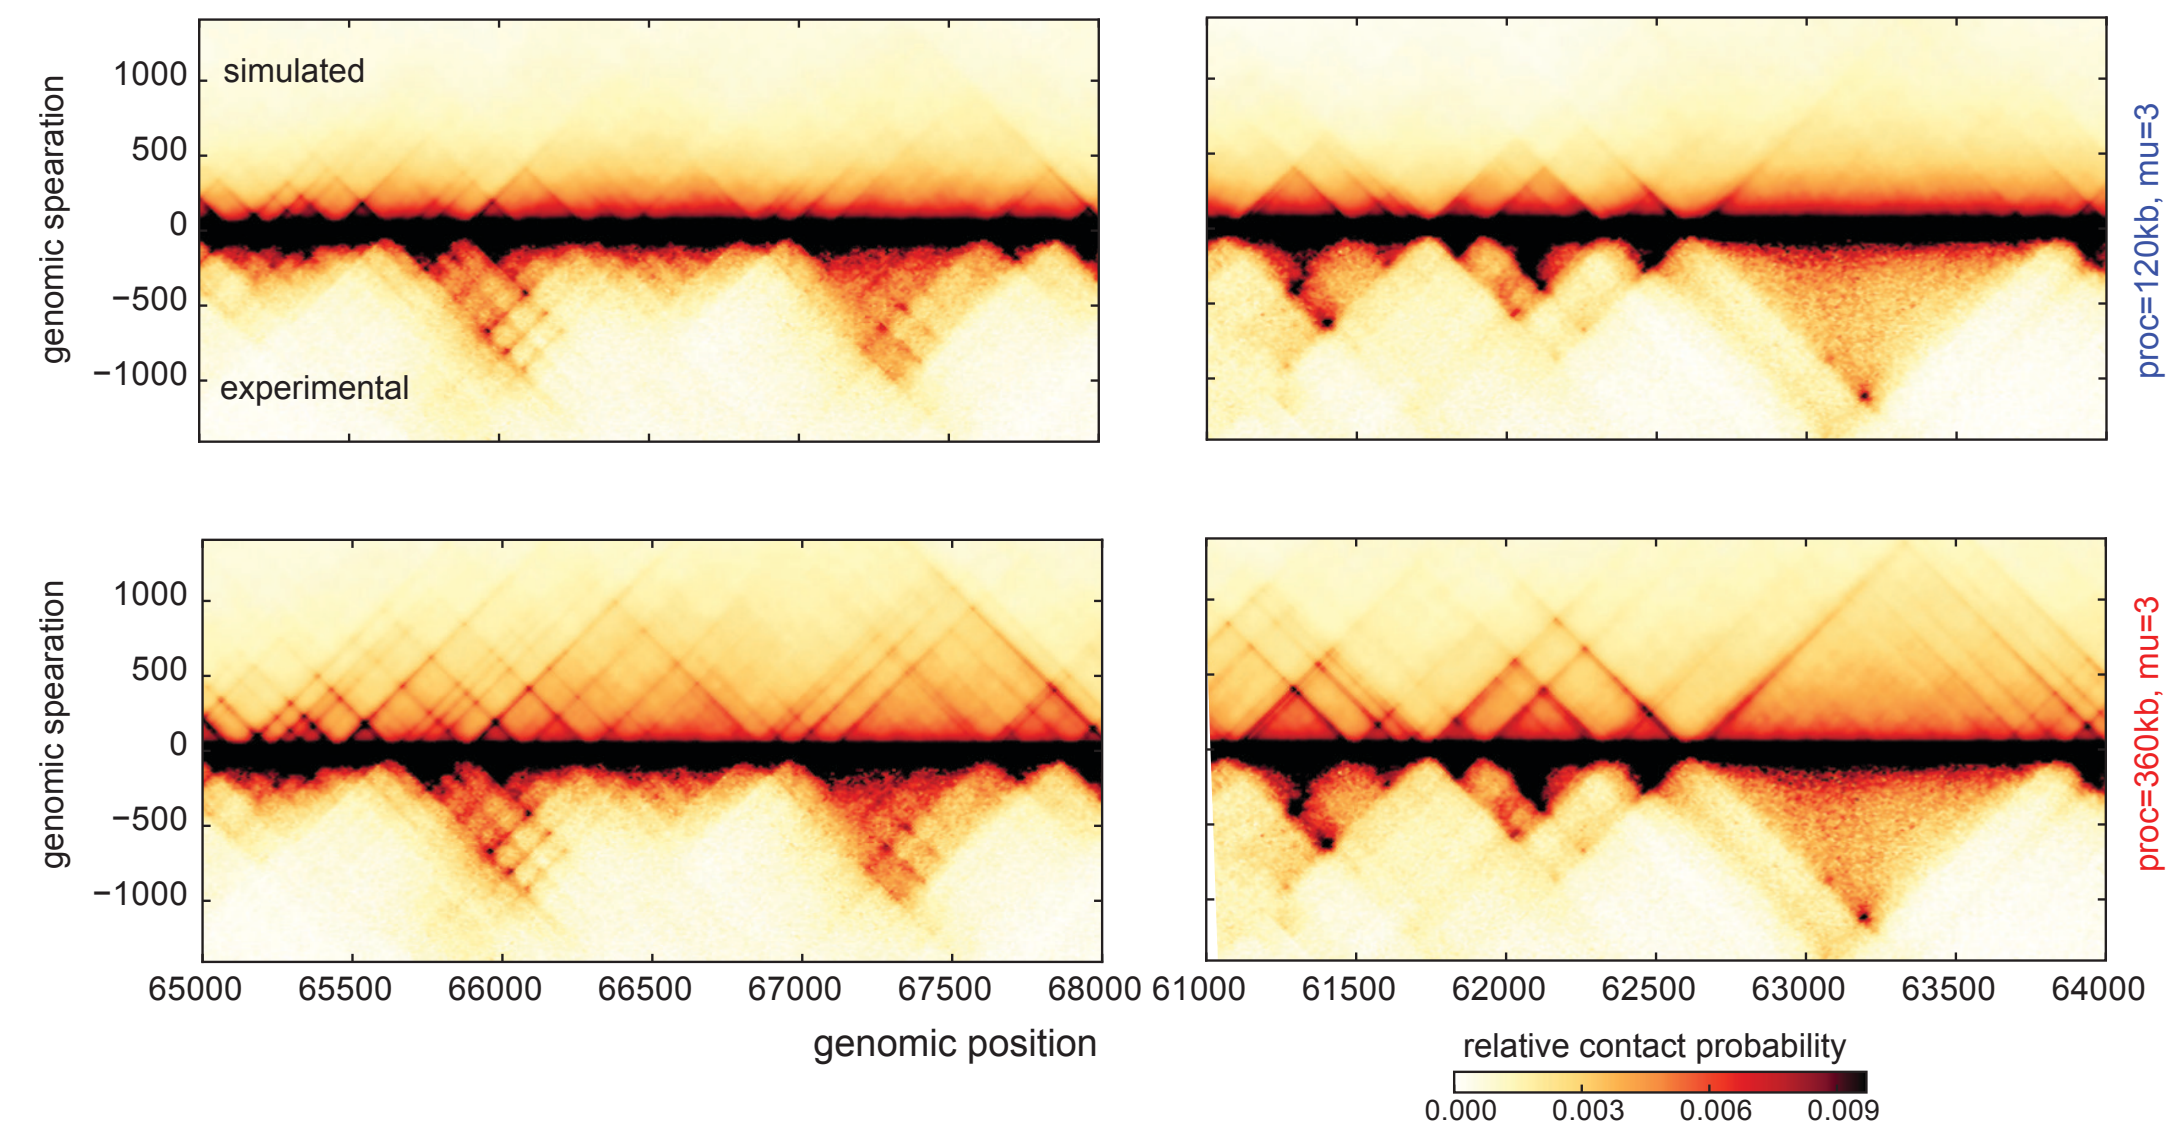 simulated
experimental
genomic spearation
1000
500
0
−500
−1000
proc=120kb, mu=3
genomic spearation
1000
500
0
−500
−1000
proc=360kb, mu=3
65000 65500 66000 66500 67000 67500 68000 61000 61500 62000 62500 63000 63500 64000
genomic position
relative contact probability
0.000 0.003 0.006 0.009